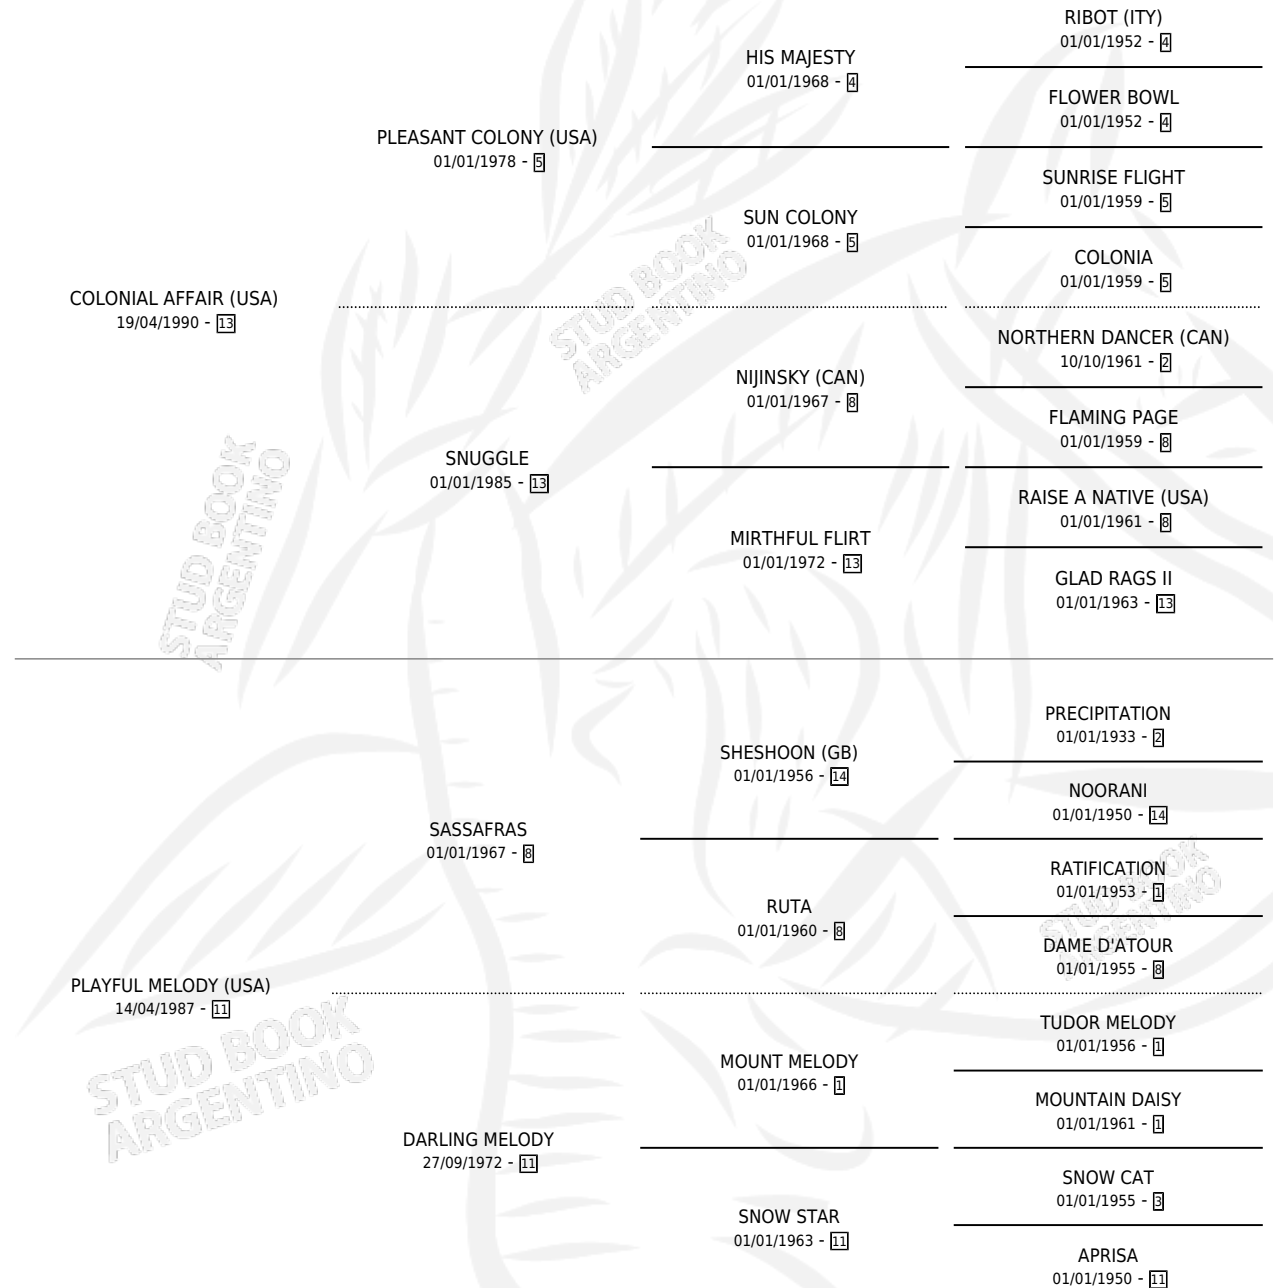 RIBOT (ITY)
01/01/1952 - 4
HIS MAJESTY
01/01/1968 - 4
FLOWER BOWL
01/01/1952 - 4
PLEASANT COLONY (USA)
01/01/1978 - 5
SUNRISE FLIGHT
01/01/1959 - 5
SUN COLONY
01/01/1968 - 5
COLONIA
01/01/1959 - 5
COLONIAL AFFAIR (USA)
19/04/1990 - 13
NORTHERN DANCER (CAN)
10/10/1961 - 2
NIJINSKY (CAN)
01/01/1967 - 8
FLAMING PAGE
01/01/1959 - 8
SNUGGLE
01/01/1985 - 13
RAISE A NATIVE (USA)
01/01/1961 - 8
MIRTHFUL FLIRT
01/01/1972 - 13
GLAD RAGS II
01/01/1963 - 13
PRECIPITATION
01/01/1933 - 2
SHESHOON (GB)
01/01/1956 - 14
NOORANI
01/01/1950 - 14
SASSAFRAS
01/01/1967 - 8
RATIFICATION
01/01/1953 - 1
RUTA
01/01/1960 - 8
DAME D'ATOUR
01/01/1955 - 8
PLAYFUL MELODY (USA)
14/04/1987 - 11
TUDOR MELODY
01/01/1956 - 1
MOUNT MELODY
01/01/1966 - 1
MOUNTAIN DAISY
01/01/1961 - 1
DARLING MELODY
27/09/1972 - 11
SNOW CAT
01/01/1955 - 3
SNOW STAR
01/01/1963 - 11
APRISA
01/01/1950 - 11
STUD BOOK
ARGENTINO
STUD BOOK
ARGENTINO
STUD BOOK
ARGENTINO
STUD BOOK
ARGENTINO